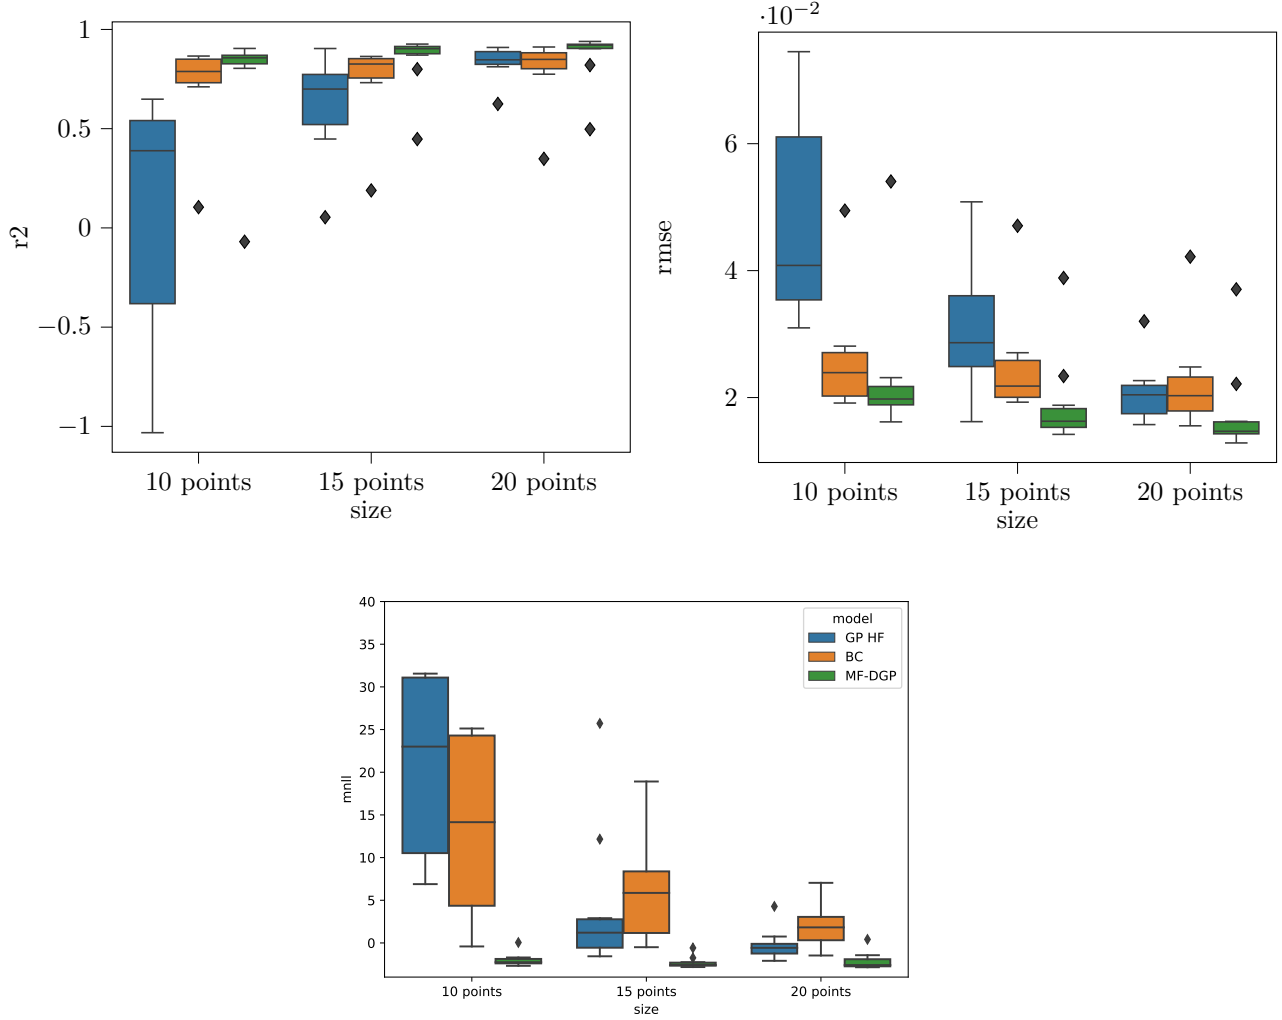 1
0.5
0
−0.5
−1
r2
10 points
15 points
20 points
size
·10−2
6
4
2
rmse
10 points
15 points
20 points
size
40
35
30
25
20
15
10
5
0
mnll
model
GP HF
BC
MF-DGP
10 points
15 points
20 points
size